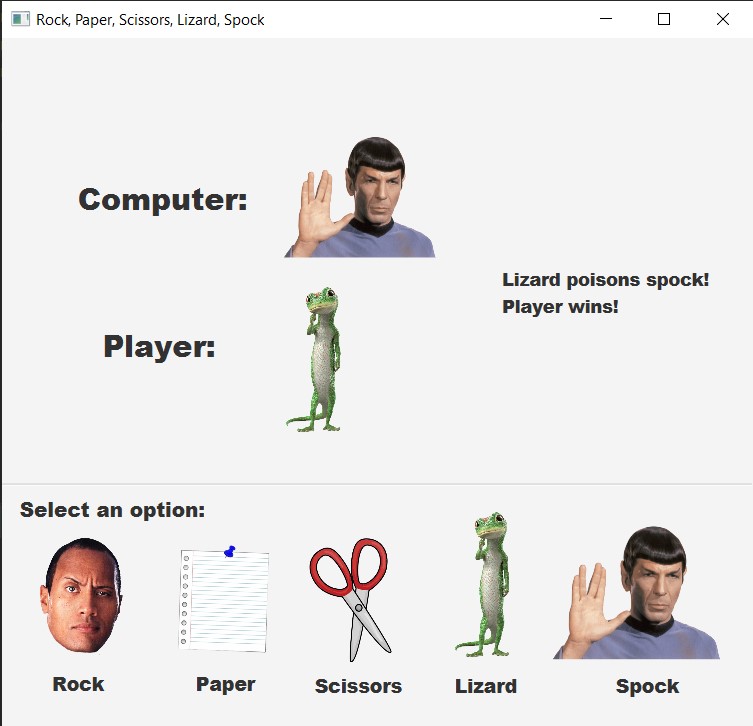 Rock, Paper, Scissors, Lizard, Spock
Computer:
Lizard poisons spock!
Player wins!
Player:
Select an option:
Rock
Paper
Scissors
Lizard
Spock